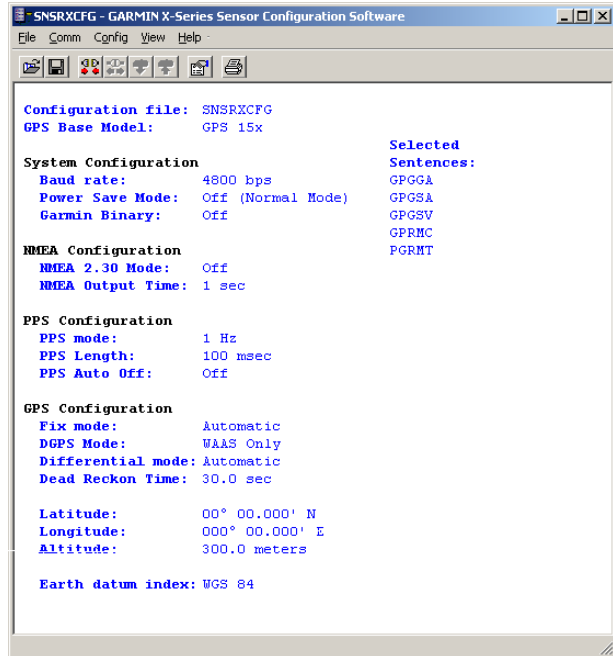 SNSRXCFG - GARMIN X-Series Sensor Configuration Software
File Comm Config View Help
Configuration file: SNSRXCFG
GPS Base Model: GPS 15x
Selected
System Configuration Sentences:
Baud rate: 4800 bps GPGGA
Power Save Mode: Off (Normal Mode) GPGSA
Garmin Binary: Off GPGSV
GPRMC
NMEA Configuration PGRMT
NMEA 2.30 Mode: Off
NMEA Output Time: 1 sec
PPS Configuration
PPS mode: 1 Hz
PPS Length: 100 msec
PPS Auto Off: Off
GPS Configuration
Fix mode: Automatic
DGPS Mode: WAAS Only
Differential mode: Automatic
Dead Reckon Time: 30.0 sec
Latitude: 00° 00.000' N
Longitude: 000° 00.000' E
Altitude: 300.0 meters
Earth datum index: WGS 84